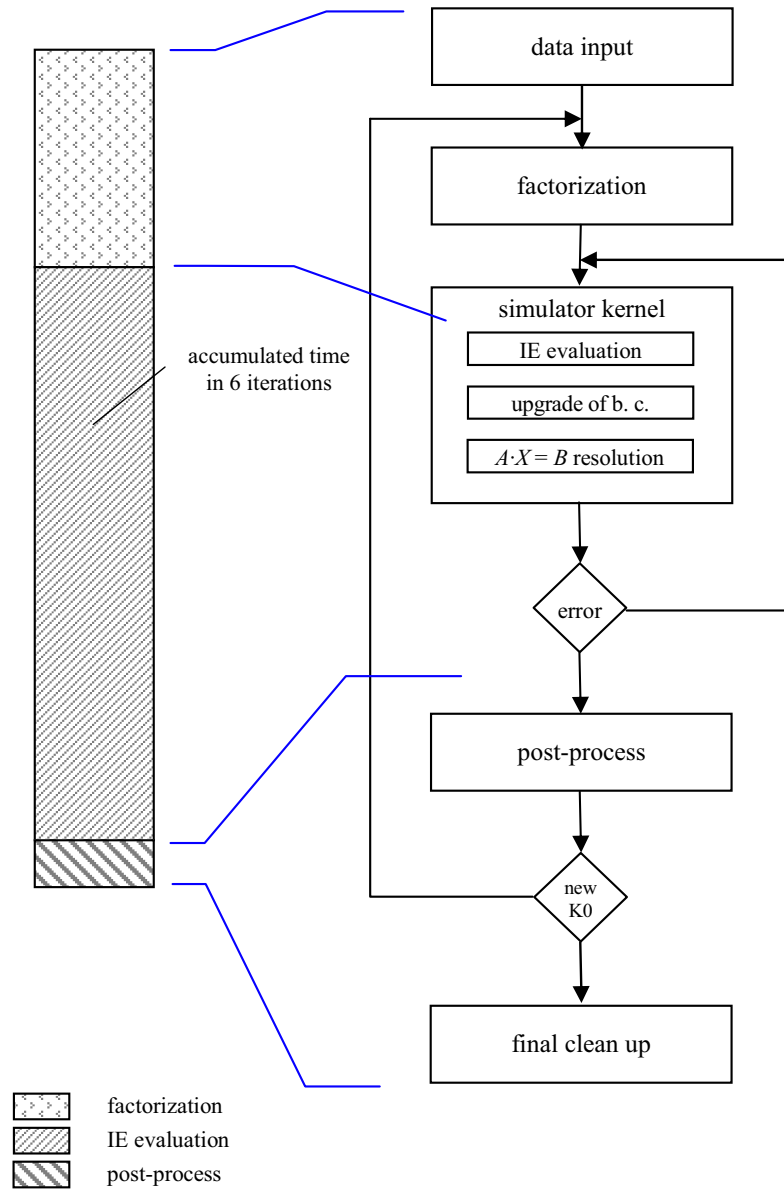 data input
factorization
simulator kernel
IE evaluation
upgrade of b. c.
A·X = B resolution
accumulated time
in 6 iterations
error
post-process
new
K0
final clean up
factorization
IE evaluation
post-process